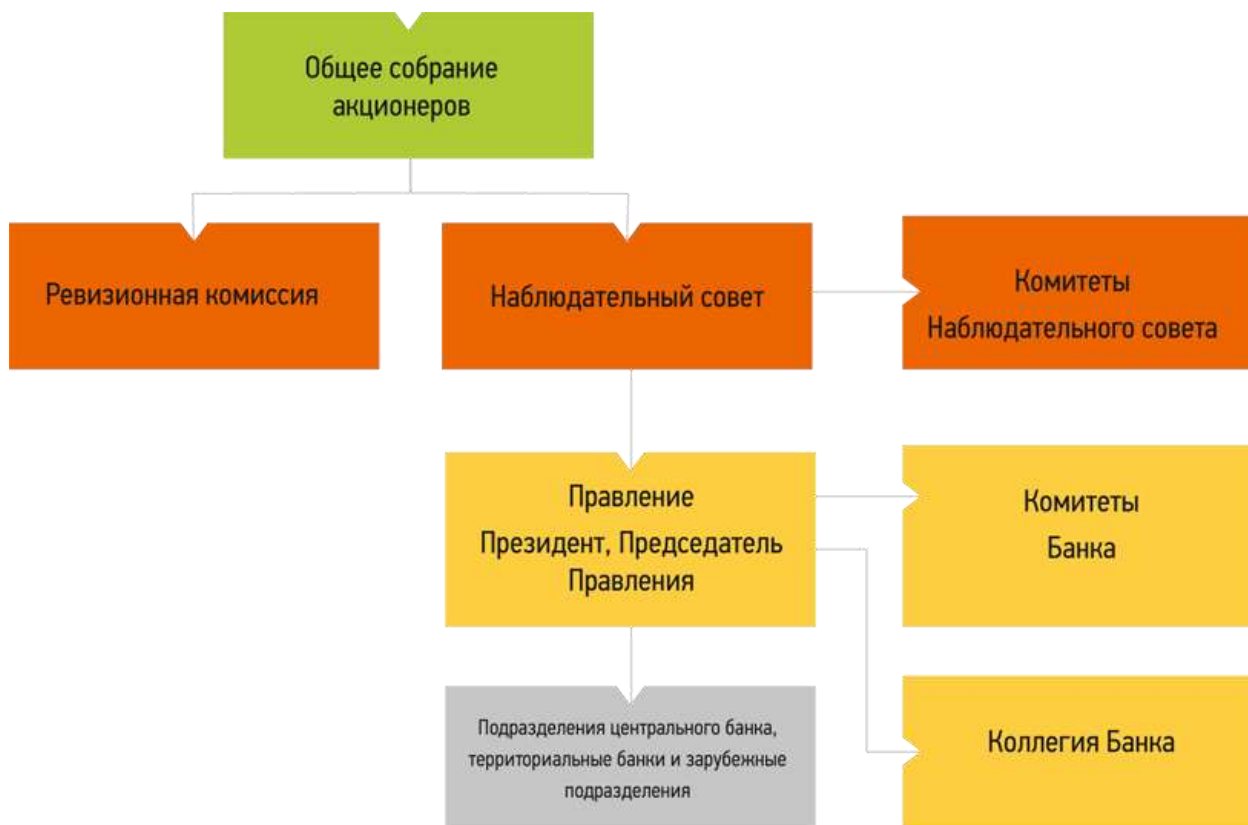 Общее собрание
акционеров
Ревизионная комиссия
Наблюдательный совет
Комитеты
Наблюдательного совета
Правление
Президент, Председатель
Правления
Комитеты
Банка
Подразделения центрального банка,
территориальные банки и зарубежные
подразделения
Коллегия Банка